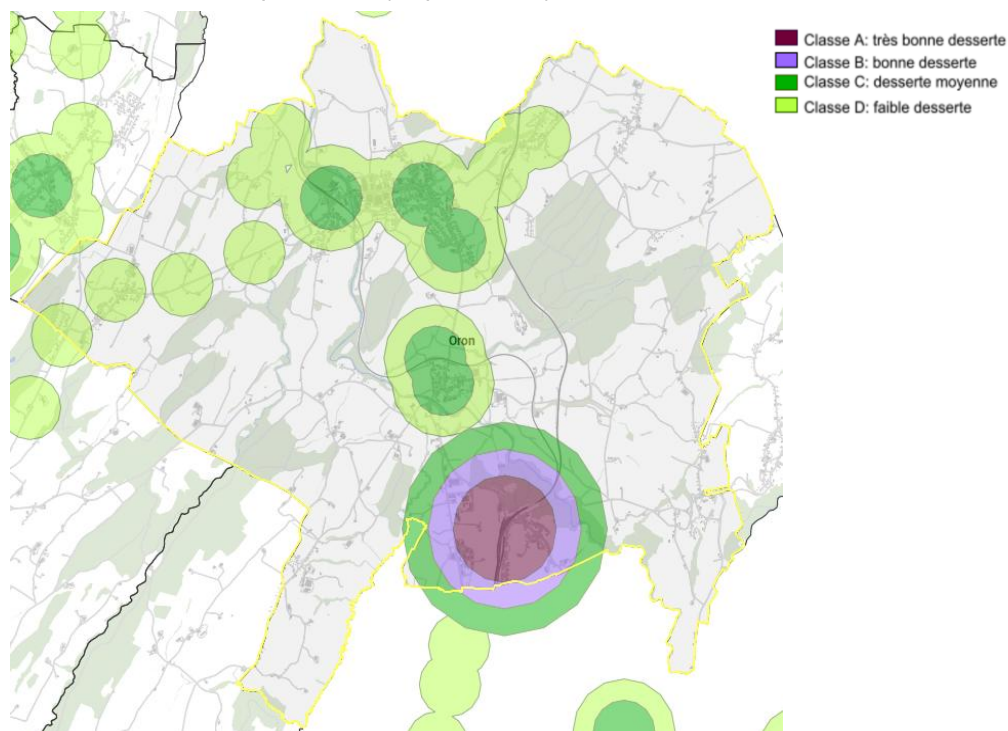 Classe A: très bonne desserte
Classe B: bonne desserte
Classe C: desserte moyenne
Classe D: faible desserte
Oron